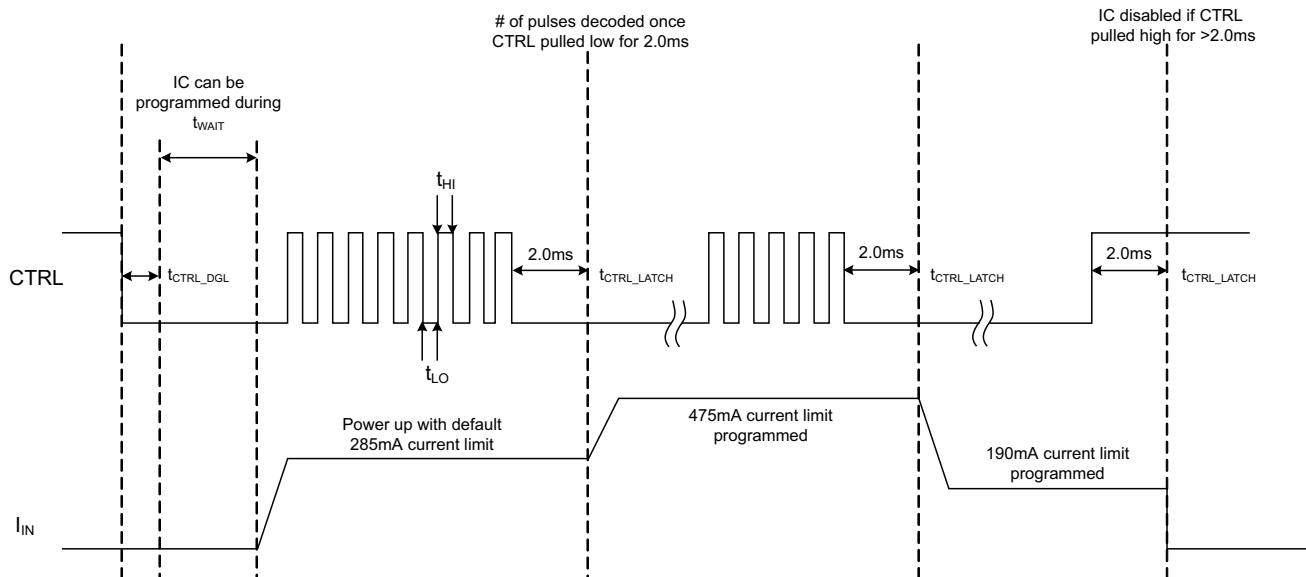 # of pulses decoded once
CTRL pulled low for 2.0ms
IC disabled if CTRL
pulled high for >2.0ms
IC can be
programmed during
tWAIT
tHI
CTRL
tCTRL_DGL
2.0ms
tCTRL_LATCH
2.0ms
tCTRL_LATCH
2.0ms
tCTRL_LATCH
tLO
Power up with default
285mA current limit
475mA current limit
programmed
190mA current limit
programmed
IIN